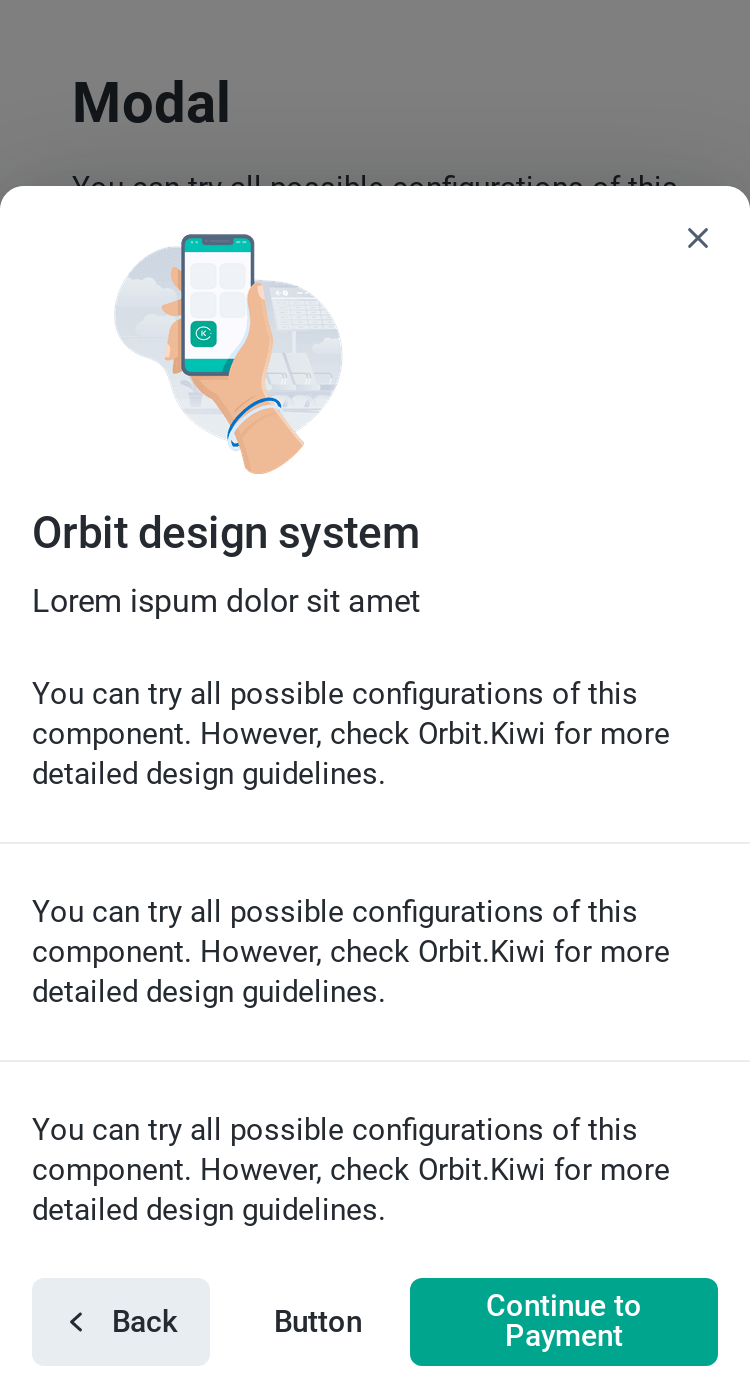 Modal
You can try all possible configurations of this
Orbit design system
Lorem ispum dolor sit amet
You can try all possible configurations of this
component. However, check Orbit.Kiwi for more
detailed design guidelines.
You can try all possible configurations of this
component. However, check Orbit.Kiwi for more
detailed design guidelines.
You can try all possible configurations of this
component. However, check Orbit.Kiwi for more
detailed design guidelines.
Back
Button
Continue to
Payment